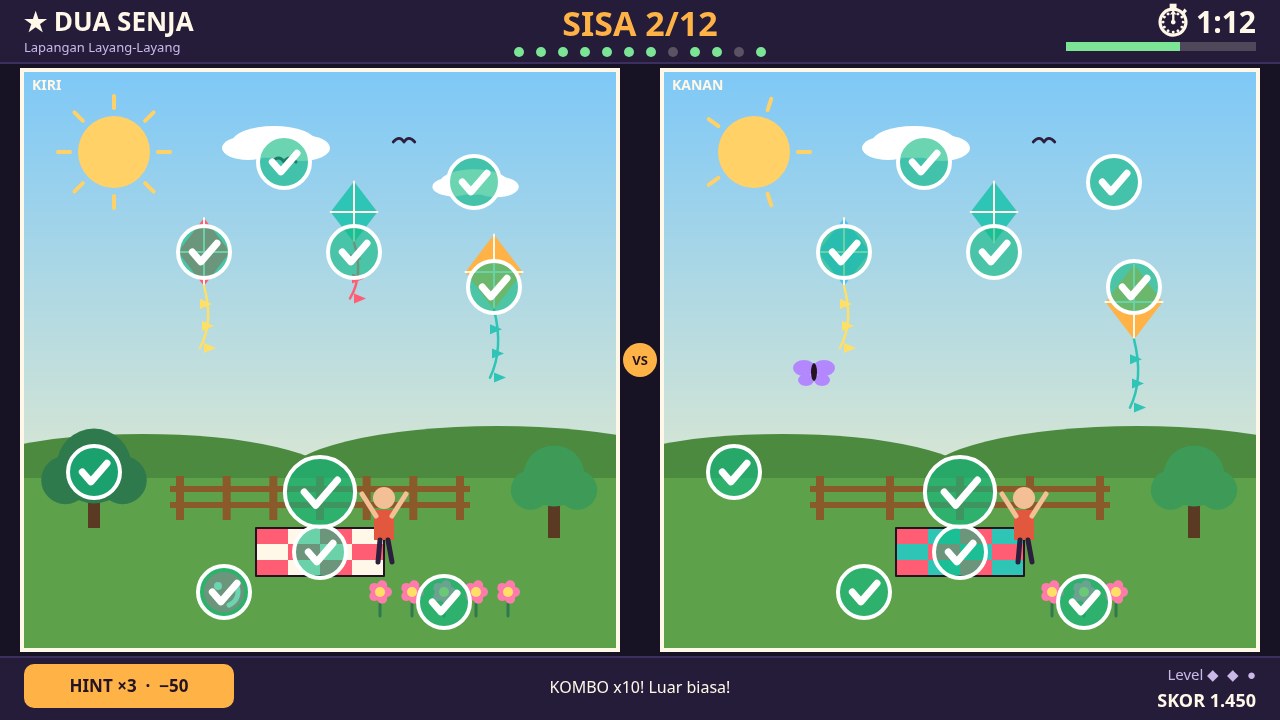 ★ DUA SENJA
Lapangan Layang-Layang
SISA 2/12
1:12
KIRI
KANAN
VS
HINT ×3 · −50
KOMBO x10! Luar biasa!
Level ◆ ◆ ●
SKOR 1.450